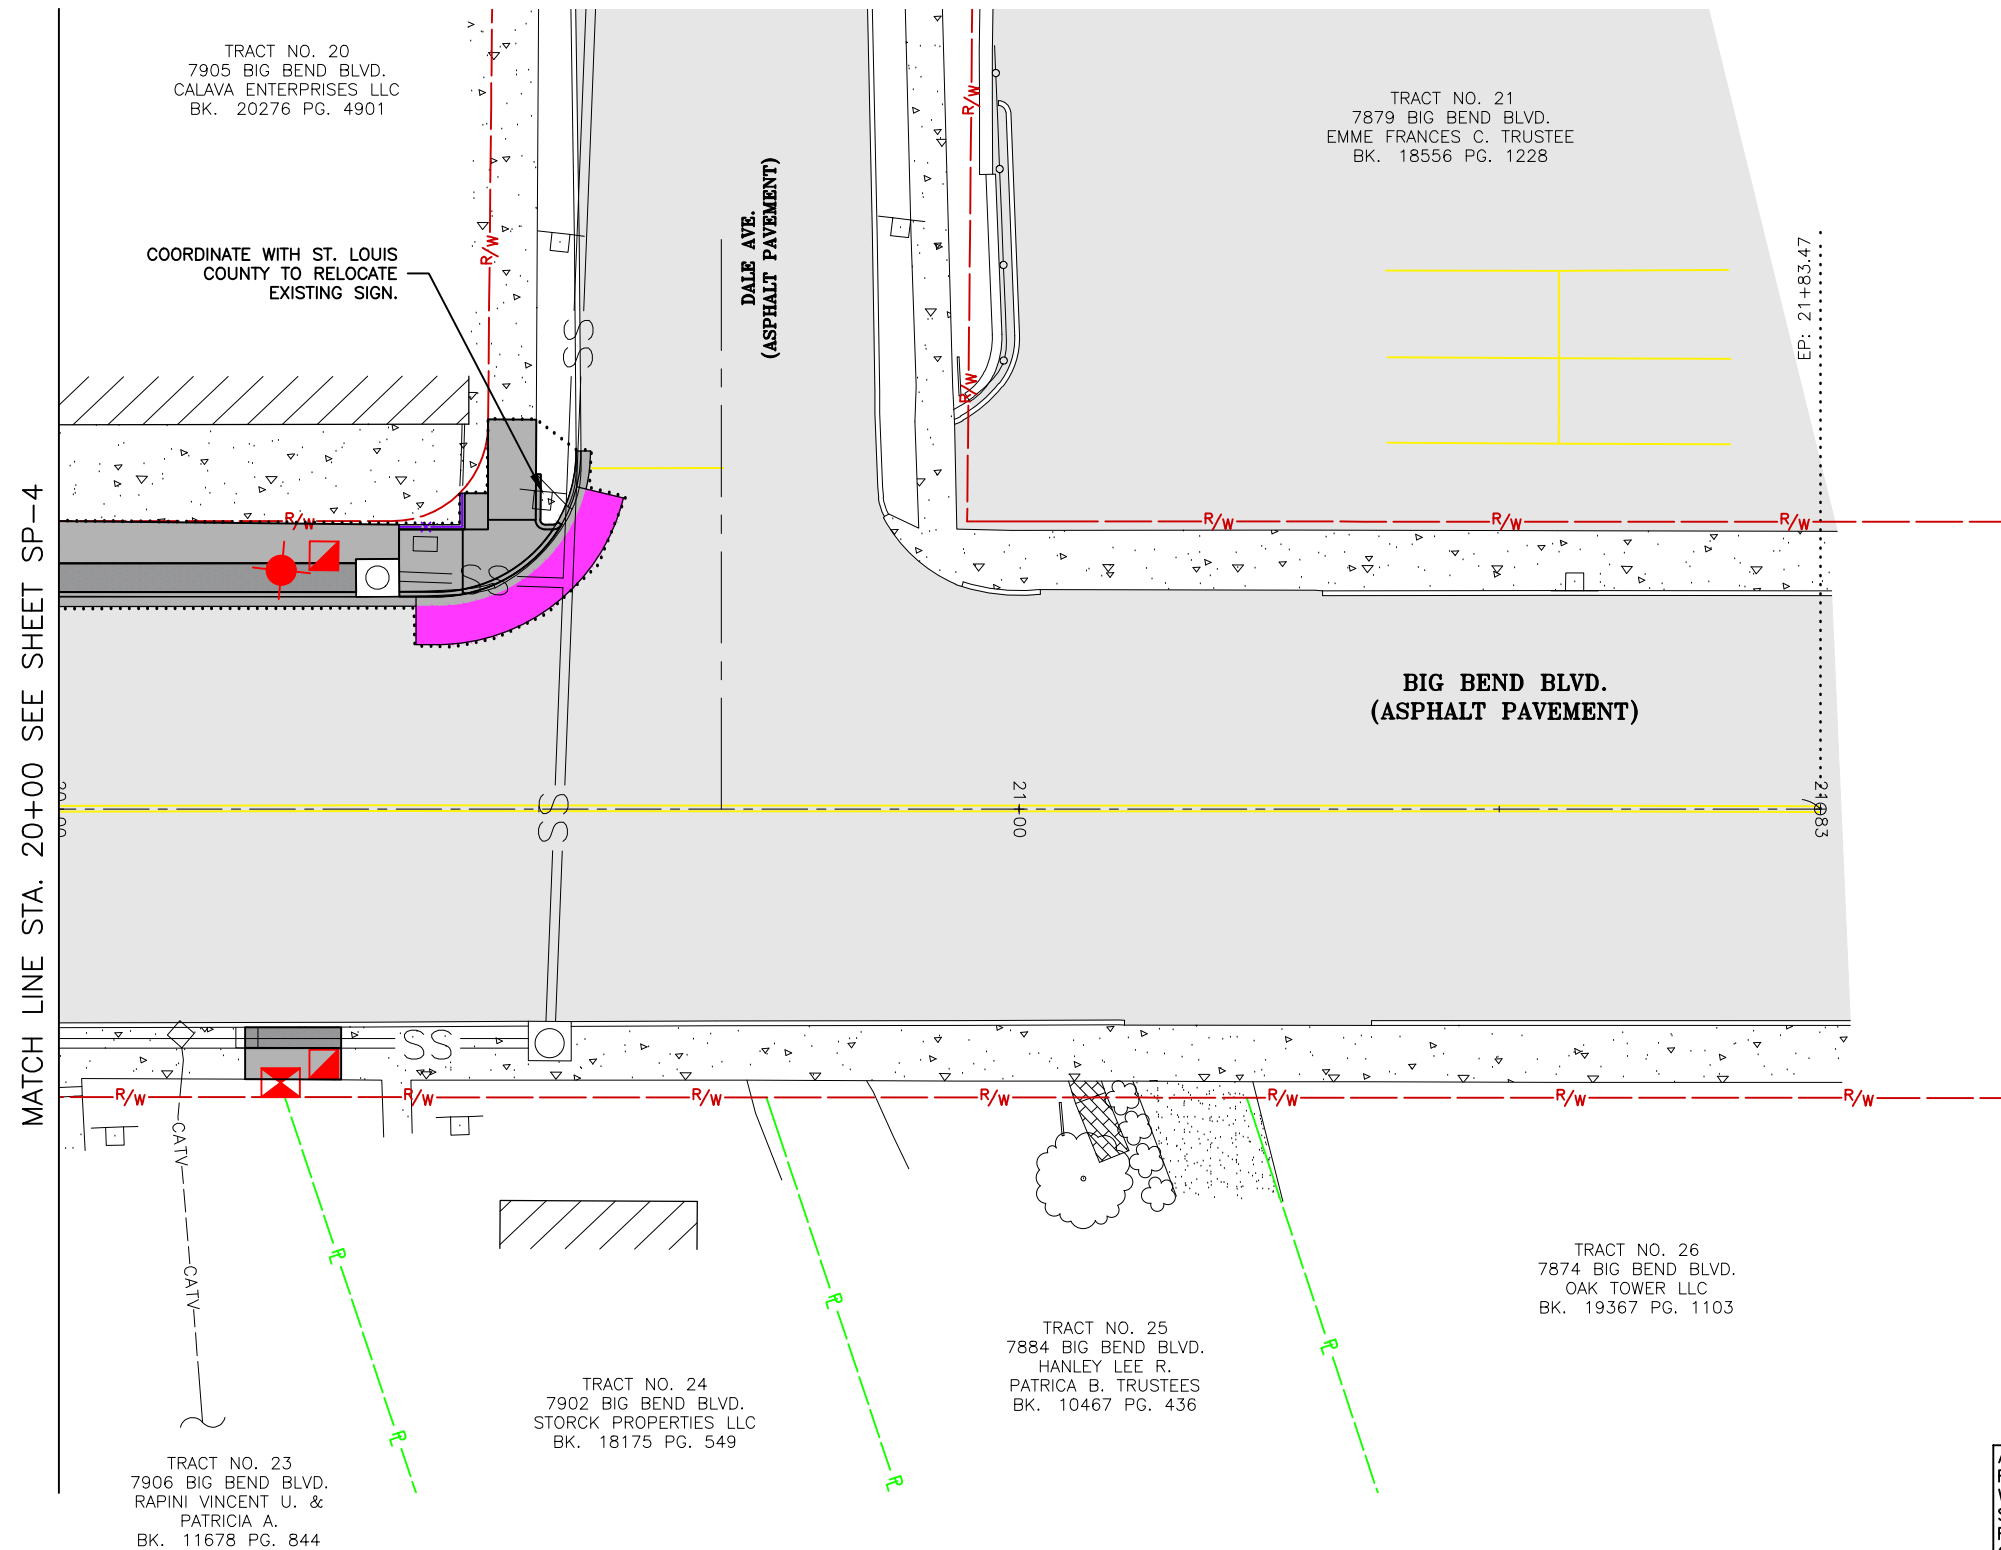 TRACT NO. 20
7905 BIG BEND BLVD.
CALAVA ENTERPRISES LLC
BK. 20276 PG. 4901
TRACT NO. 21
7879 BIG BEND BLVD.
EMME FRANCES C. TRUSTEE
BK. 18556 PG. 1228
R/W
R/W
DALE AVE.
(ASPHALT PAVEMENT)
COORDINATE WITH ST. LOUIS
COUNTY TO RELOCATE
EXISTING SIGN.
EP: 21+83.47
SS
R/W
R/W
R/W
R/W
R/W
SS
MATCH LINE STA. 20+00 SEE SHEET SP-4
BIG BEND BLVD.
(ASPHALT PAVEMENT)
SS
21+00
SS
R/W
R/W
R/W
R/W
R/W
R/W
R/W
CATV
CATV
PL
PL
PL
PL
PL
TRACT NO. 26
7874 BIG BEND BLVD.
OAK TOWER LLC
BK. 19367 PG. 1103
TRACT NO. 25
7884 BIG BEND BLVD.
HANLEY LEE R.
PATRICA B. TRUSTEES
BK. 10467 PG. 436
TRACT NO. 24
7902 BIG BEND BLVD.
STORCK PROPERTIES LLC
BK. 18175 PG. 549
TRACT NO. 23
7906 BIG BEND BLVD.
RAPINI VINCENT U. &
PATRICIA A.
BK. 11678 PG. 844